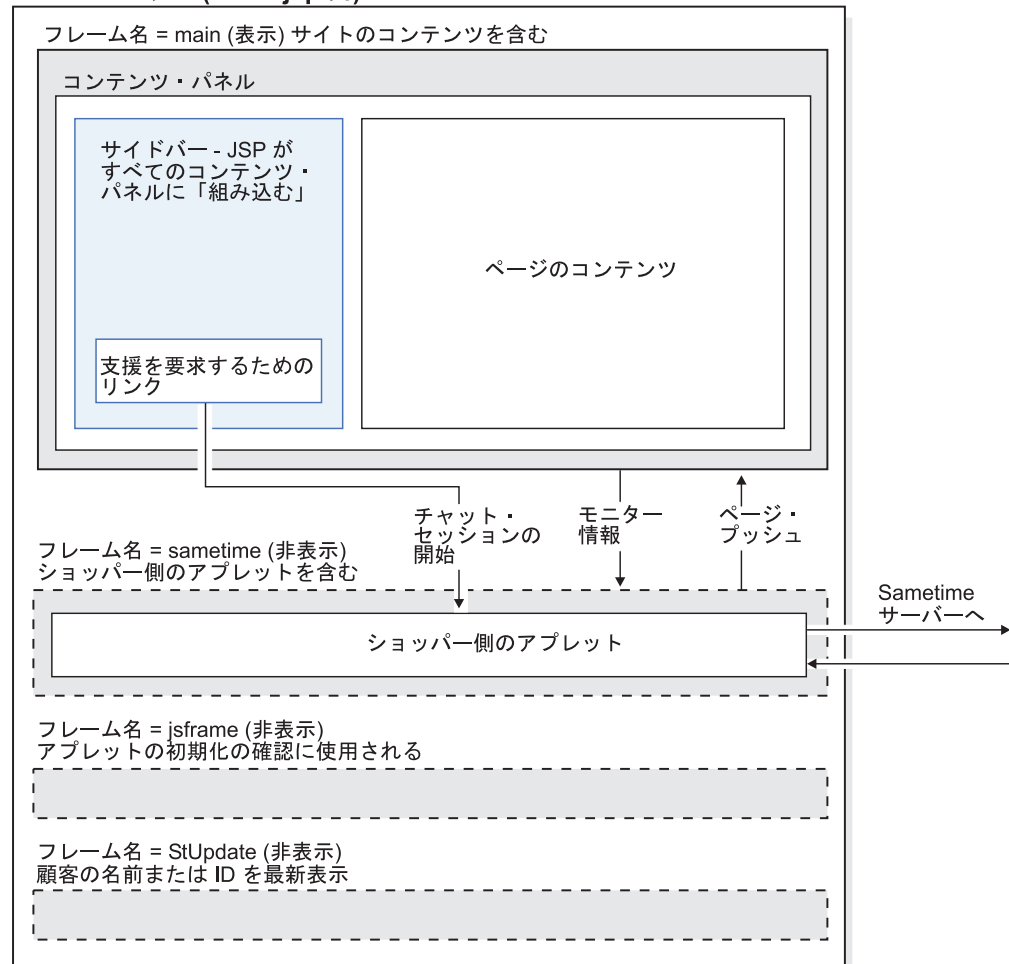 フレーム名 = main (表示) サイトのコンテンツを含む
コンテンツ・パネル
サイドバー - JSP が
すべてのコンテンツ・
パネルに「組み込む」
ページのコンテンツ
支援を要求するための
リンク
チャット・
セッションの
開始
モニター
情報
ページ・
プッシュ
フレーム名 = sametime (非表示)
ショッパー側のアプレットを含む
Sametime
サーバーへ
ショッパー側のアプレット
フレーム名 = jsframe (非表示)
アプレットの初期化の確認に使用される
フレーム名 = StUpdate (非表示)
顧客の名前または ID を最新表示